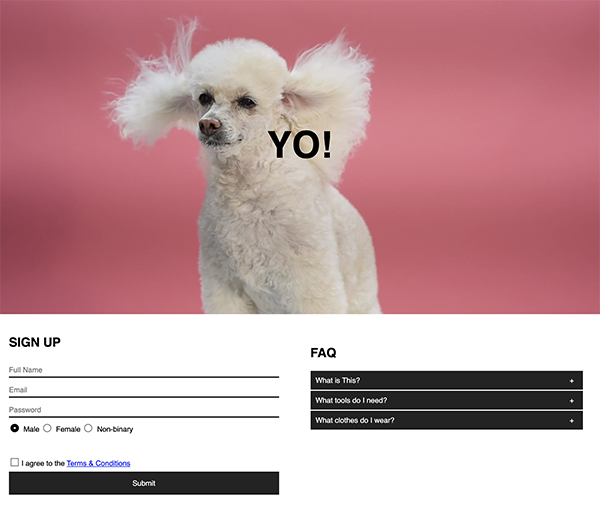 YO!
SIGN UP
Full Name
Email
Password
Male Female Non-binary
I agree to the Terms & Conditions
Submit
FAQ
What is This? +
What tools do I need? +
What clothes do I wear? +